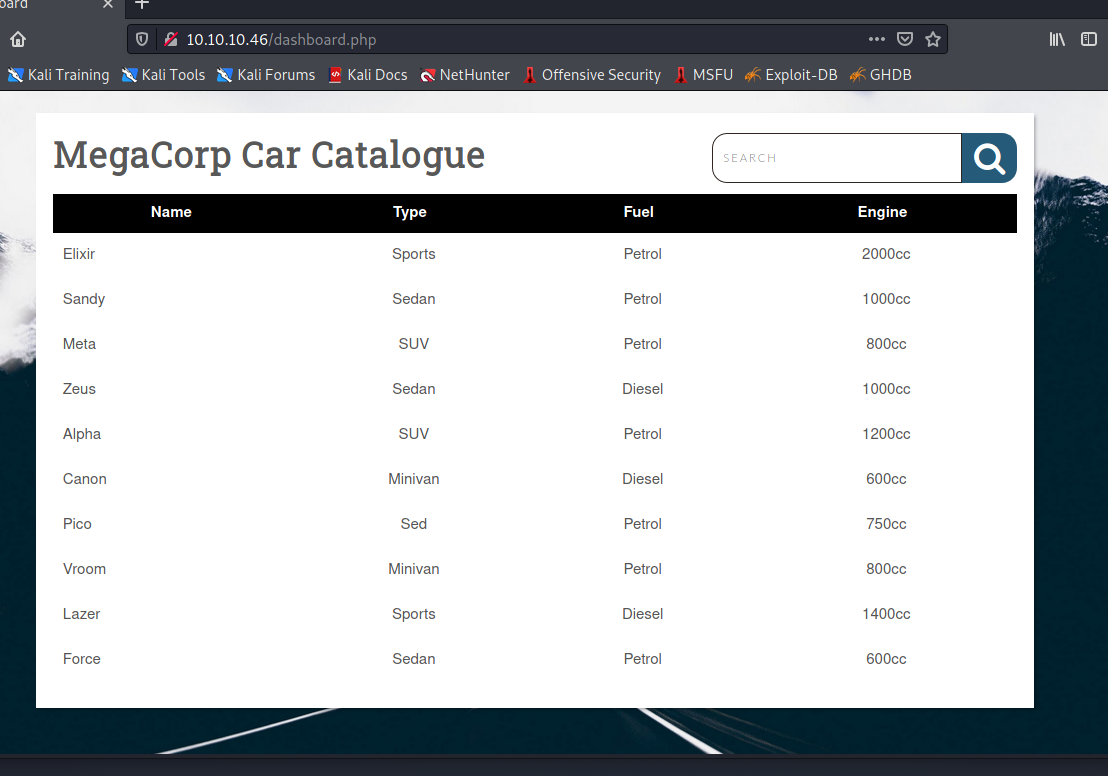 oard
10.10.10.46/dashboard.php
Kali Training Kali Tools Kali Forums Kali Docs NetHunter Offensive Security MSFU Exploit-DB GHDB
MegaCorp Car Catalogue
SEARCH
Name Type Fuel Engine
Elixir Sports Petrol 2000cc
Sandy Sedan Petrol 1000cc
Meta SUV Petrol 800cc
Zeus Sedan Diesel 1000cc
Alpha SUV Petrol 1200cc
Canon Minivan Diesel 600cc
Pico Sed Petrol 750cc
Vroom Minivan Petrol 800cc
Lazer Sports Diesel 1400cc
Force Sedan Petrol 600cc